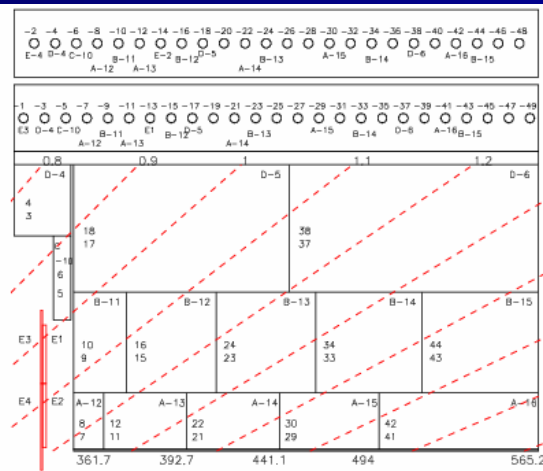 -2 -4 -6 -8 -10 -12 -14 -16 -18 -20 -22 -24 -26 -28 -30 -32 -34 -36 -38 -40 -42 -44 -46 -48
E-4 D-4 C-10 B-11 E-2 B-12 D-5 B-13 A-15 B-14 D-6 A-16 B-15
A-12 A-13 A-14
-1 -3 -5 -7 -9 -11 -13 -15 -17 -19 -21 -23 -25 -27 -29 -31 -33 -35 -37 -39 -41 -43 -45 -47 -49
E3 D-4 C-10 B-11 E1 B-12 D-5 B-13 A-15 B-14 D-6 A-16 B-15
A-12 A-13 A-14
0.8 0.9 1 1.1 1.2
D-4 D-5 D-6
4
3
18 38
17 37
C
-10
6
5
B-11 B-12 B-13 B-14 B-15
E3 E1
10 16 24 34 44
9 15 23 33 43
E4 E2 A-12 A-13 A-14 A-15 A-16
8 12 22 30 42
7 11 21 29 41
361.7 392.7 441.1 494 565.2